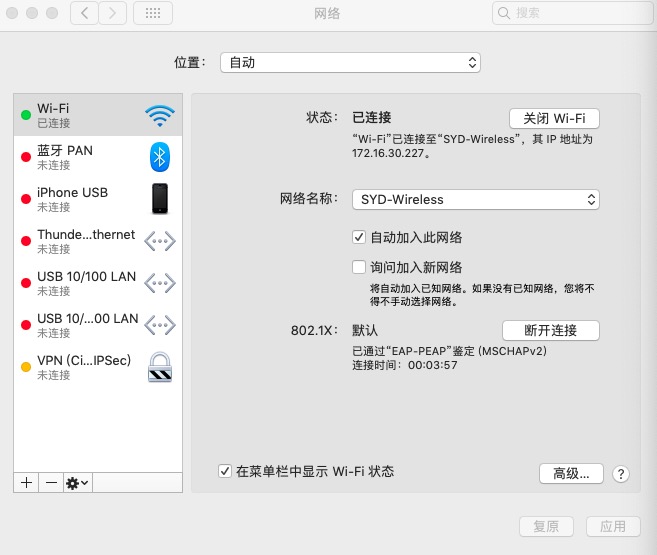 网络
搜索
位置： 自动
Wi-Fi
已连接
蓝牙 PAN
未连接
iPhone USB
未连接
Thunde...thernet
未连接
USB 10/100 LAN
未连接
USB 10/...00 LAN
未连接
VPN (Ci...IPSec)
未连接
状态： 已连接 关闭 Wi-Fi
“Wi-Fi”已连接至“SYD-Wireless”，其 IP 地址为
172.16.30.227。
网络名称： SYD-Wireless
自动加入此网络
询问加入新网络
将自动加入已知网络。如果没有已知网络，您将不
得不手动选择网络。
802.1X： 默认 断开连接
已通过“EAP-PEAP”鉴定 (MSCHAPv2)
连接时间：00:03:57
在菜单栏中显示 Wi-Fi 状态
高级... ?
复原 应用